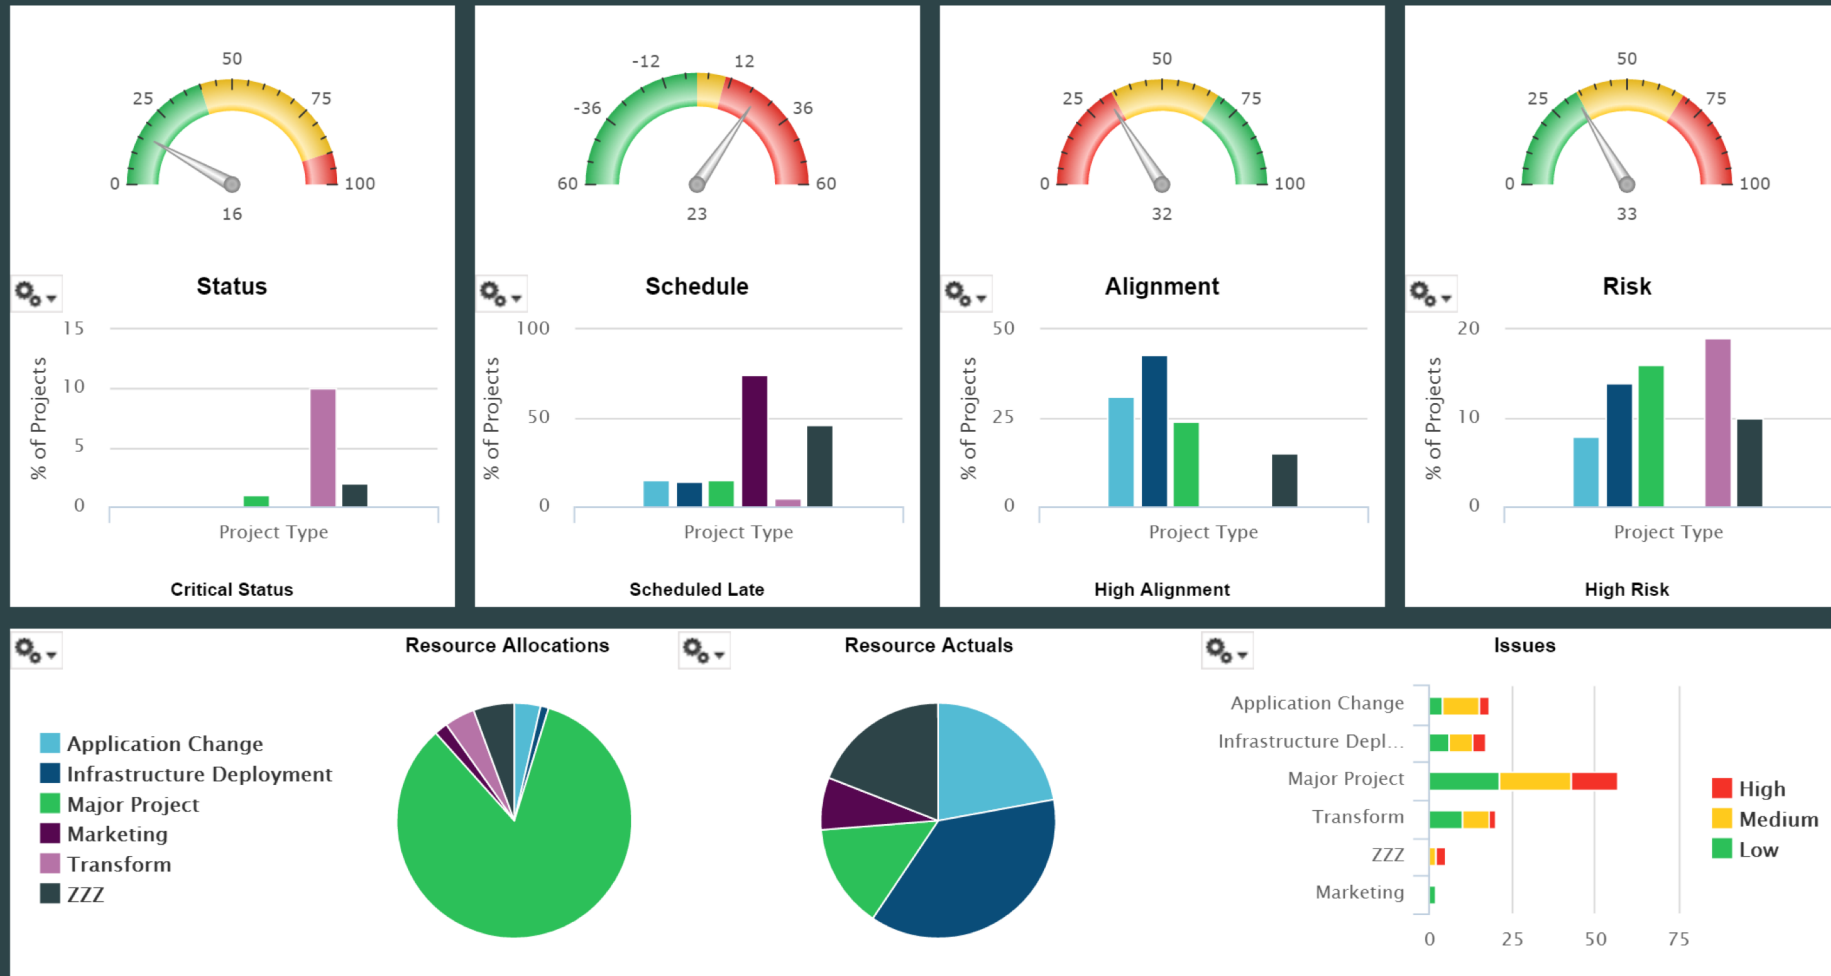 50
25
75
0
100
16
Status
15
10
5
0
% of Projects
Project Type
Critical Status
-12
12
-36
36
60
60
23
Schedule
100
50
0
% of Projects
Project Type
Scheduled Late
50
25
75
0
100
32
Alignment
50
25
0
% of Projects
Project Type
High Alignment
50
25
75
0
100
33
Risk
20
10
0
% of Projects
Project Type
High Risk
Resource Allocations
Application Change
Infrastructure Deployment
Major Project
Marketing
Transform
ZZZ
Resource Actuals
Issues
Application Change
Infrastructure Depl...
Major Project
Transform
ZZZ
Marketing
0 25 50 75
High
Medium
Low